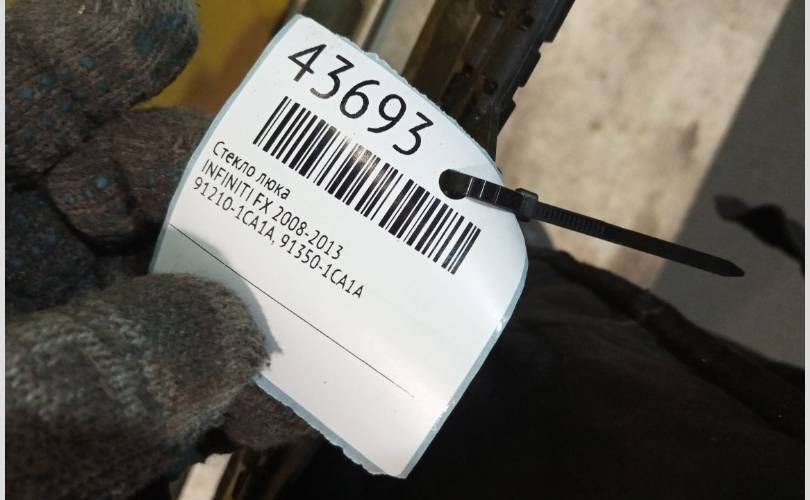 43693
Стекло люка
INFINITI FX 2008-2013
91210-1CA1A, 91350-1CA1A